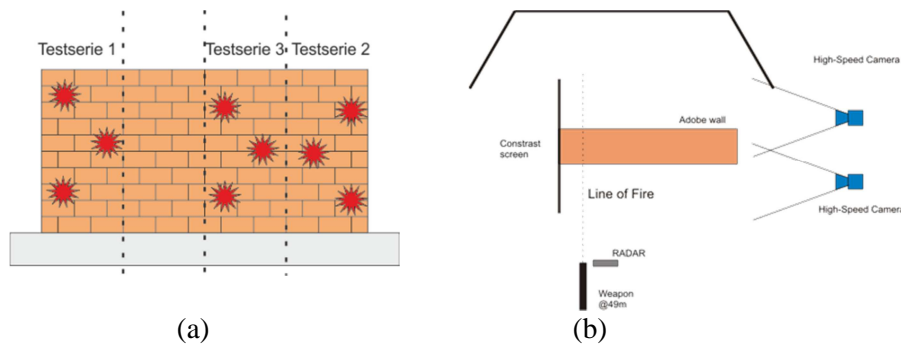 Testserie 1
Testserie 3
Testserie 2
(a)
High-Speed Camera
Adobe wall
Constrast
screen
Line of Fire
High-Speed Camera
RADAR
Weapon
@49m
(b)